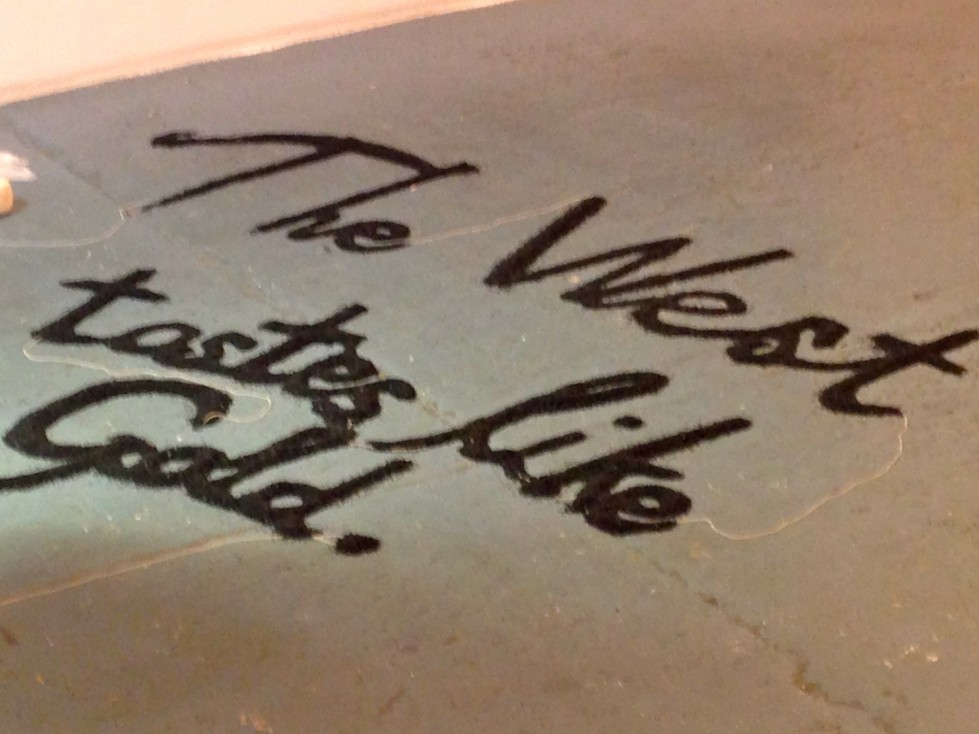 The West
tastes like
Gold.